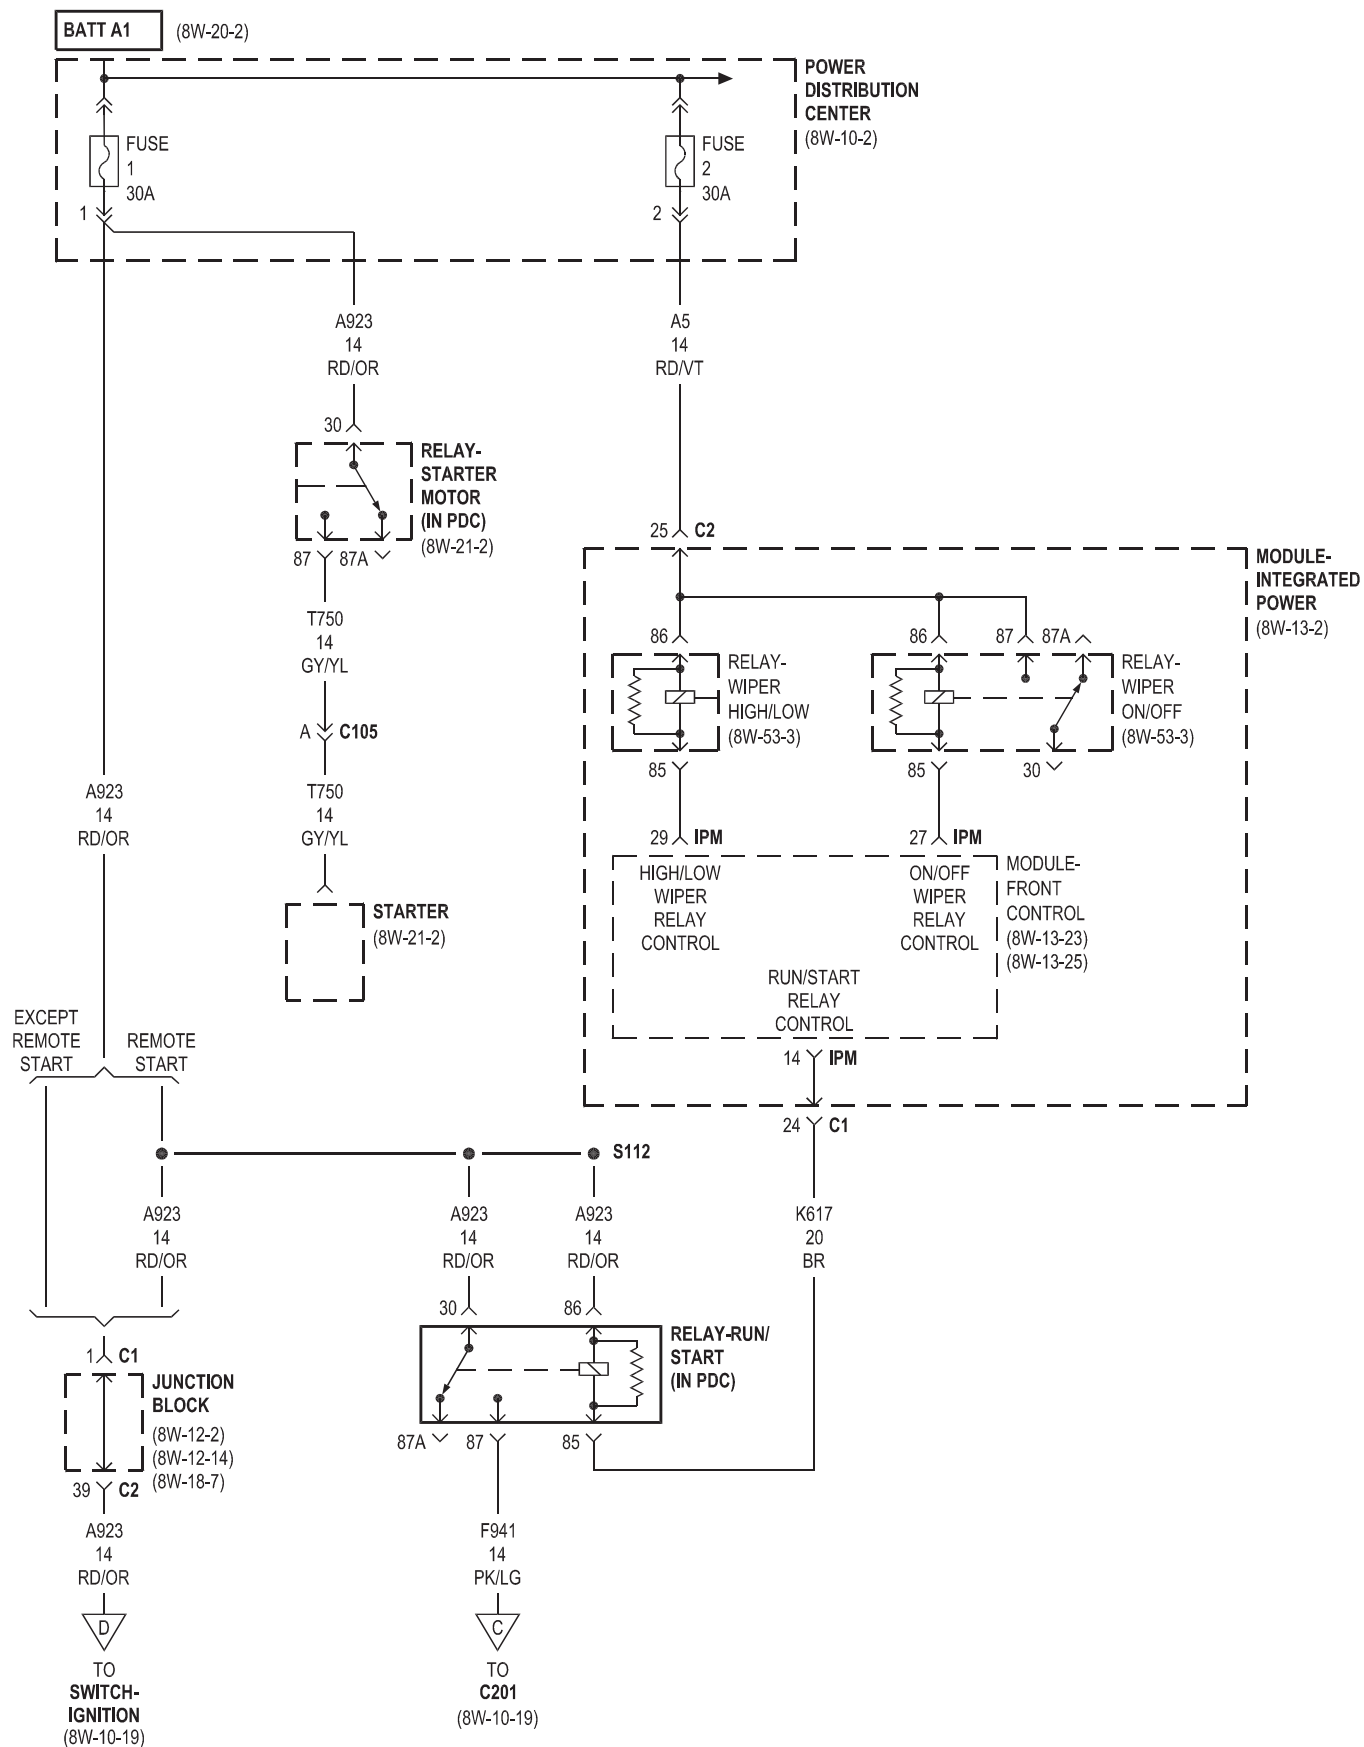 BATT A1
(8W-20-2)
POWER
DISTRIBUTION
CENTER
(8W-10-2)
FUSE
1
30A
1
FUSE
2
30A
2
A923
14
RD/OR
A5
14
RD/VT
30
RELAY-
STARTER
MOTOR
(IN PDC)
(8W-21-2)
87
87A
T750
14
GY/YL
A
C105
T750
14
GY/YL
STARTER
(8W-21-2)
25
C2
MODULE-
INTEGRATED
POWER
(8W-13-2)
86
RELAY-
WIPER
HIGH/LOW
(8W-53-3)
85
86
87
87A
RELAY-
WIPER
ON/OFF
(8W-53-3)
85
30
29
IPM
27
IPM
HIGH/LOW
WIPER
RELAY
CONTROL
ON/OFF
WIPER
RELAY
CONTROL
MODULE-
FRONT
CONTROL
(8W-13-23)
(8W-13-25)
RUN/START
RELAY
CONTROL
14
IPM
24
C1
A923
14
RD/OR
EXCEPT
REMOTE
START
REMOTE
START
S112
A923
14
RD/OR
A923
14
RD/OR
A923
14
RD/OR
K617
20
BR
30
86
RELAY-RUN/
START
(IN PDC)
87A
87
85
1
C1
JUNCTION
BLOCK
(8W-12-2)
(8W-12-14)
(8W-18-7)
39
C2
A923
14
RD/OR
D
TO
SWITCH-
IGNITION
(8W-10-19)
F941
14
PK/LG
C
TO
C201
(8W-10-19)